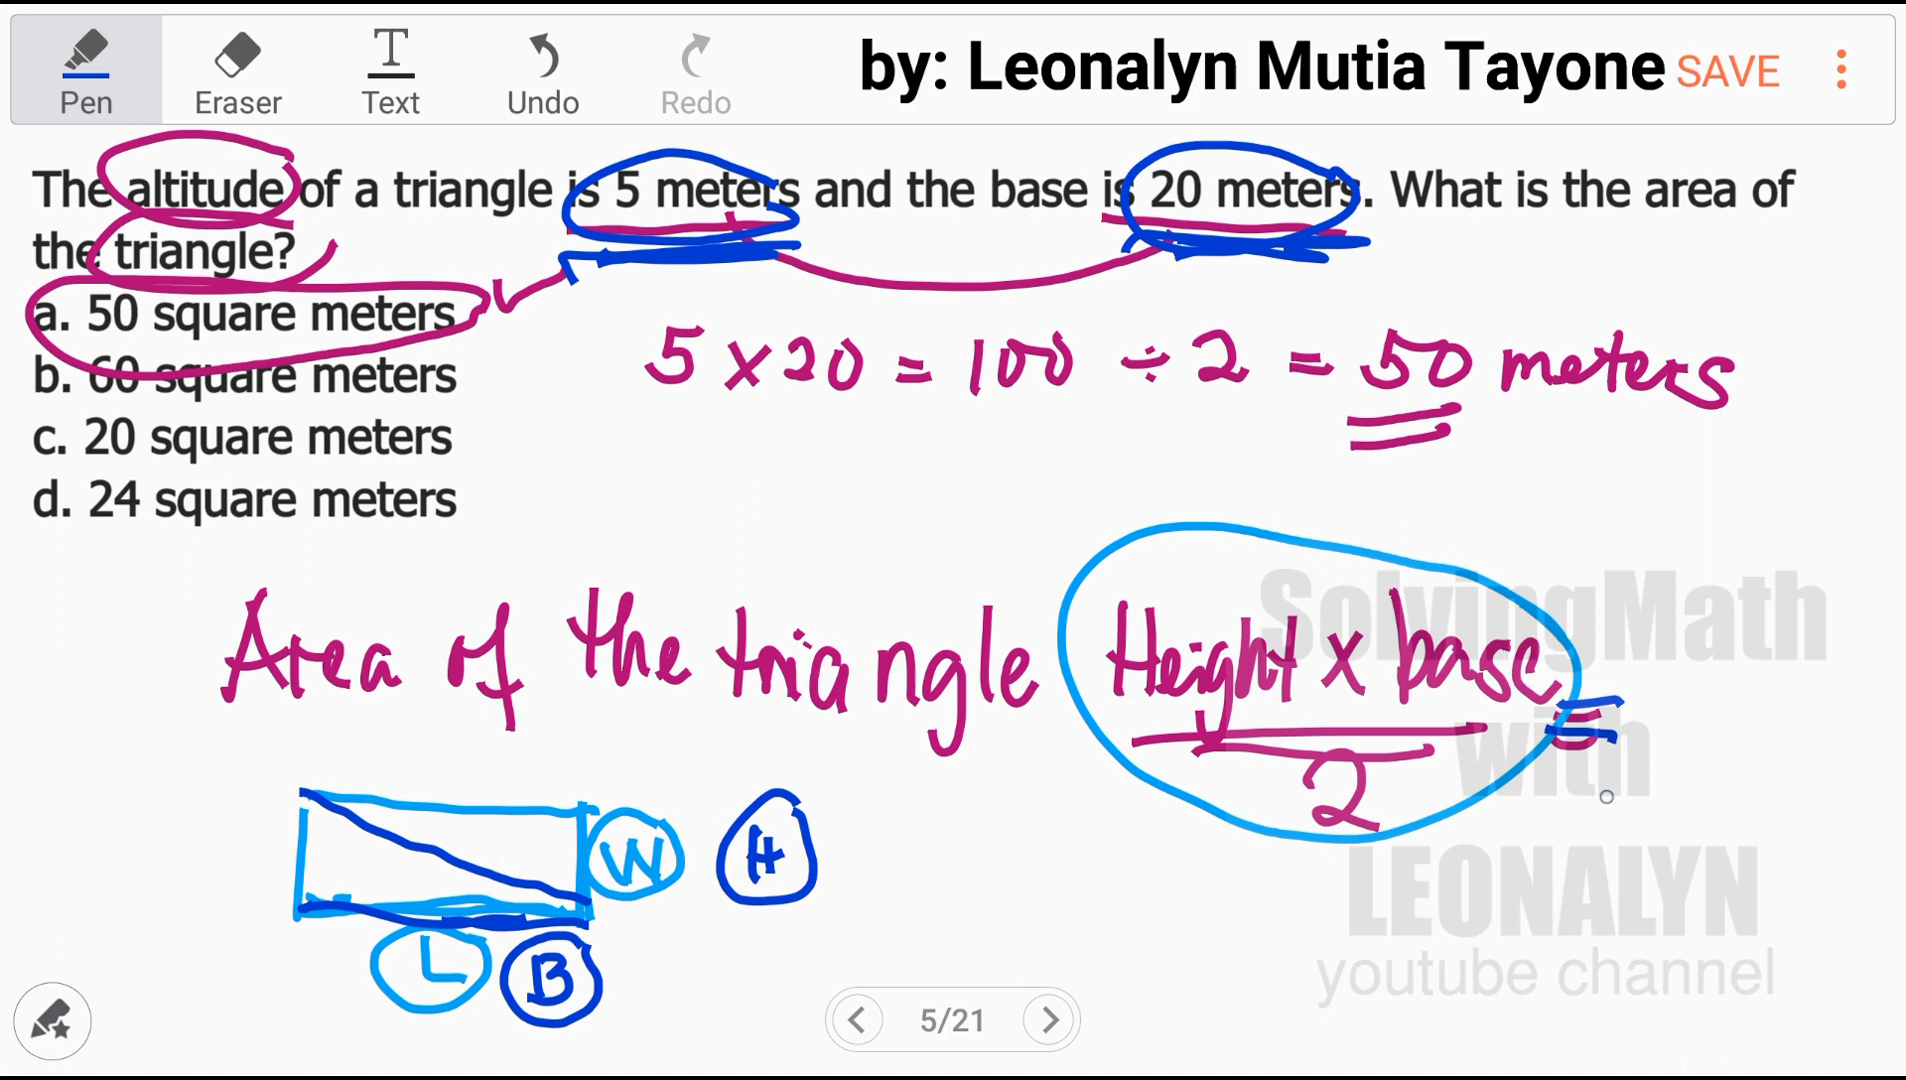 Pen Eraser Text Undo Redo by: Leonalyn Mutia Tayone SAVE
The altitude of a triangle is 5 meters and the base is 20 meters. What is the area of
the triangle?
a. 50 square meters
b. 60 square meters
c. 20 square meters
d. 24 square meters
5 x 20 = 100 ÷ 2 = 50 meters
Area of the triangle Height x base =
2
SolvingMath
with
LEONALYN
youtube channel
W H
L B
5/21